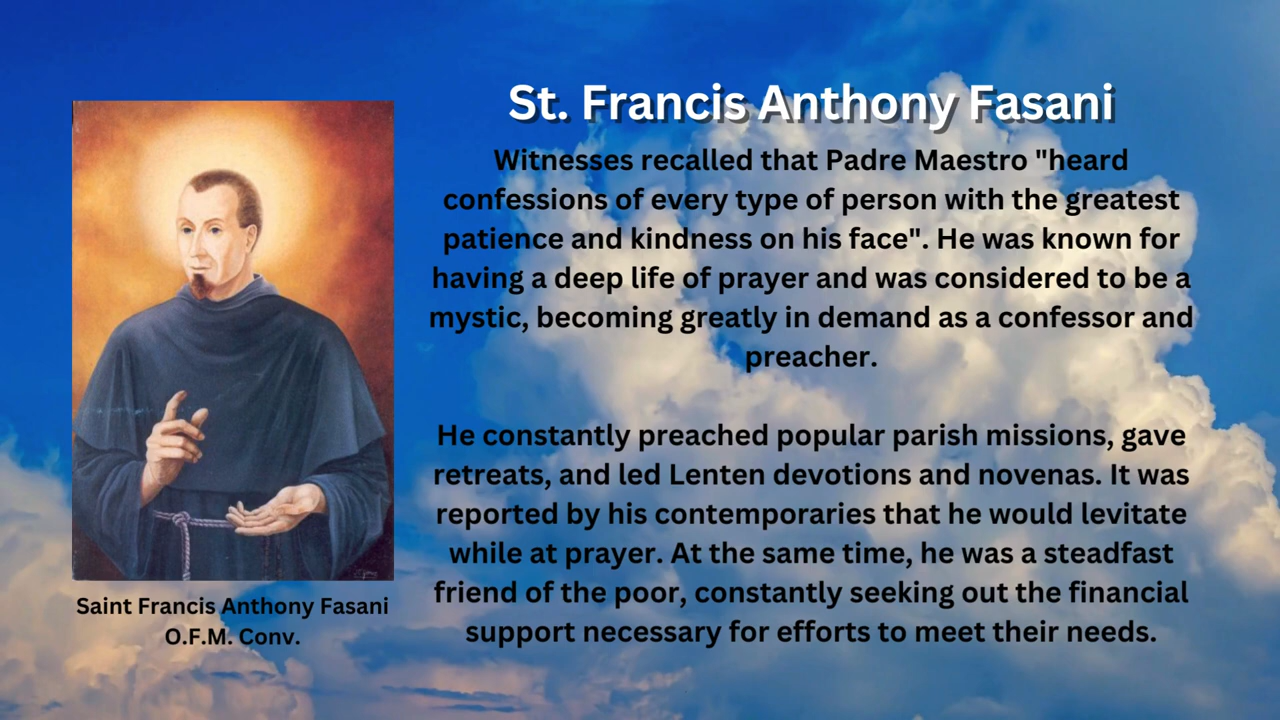 St. Francis Anthony Fasani
Witnesses recalled that Padre Maestro "heard
confessions of every type of person with the greatest
patience and kindness on his face". He was known for
having a deep life of prayer and was considered to be a
mystic, becoming greatly in demand as a confessor and
preacher.
He constantly preached popular parish missions, gave
retreats, and led Lenten devotions and novenas. It was
reported by his contemporaries that he would levitate
while at prayer. At the same time, he was a steadfast
friend of the poor, constantly seeking out the financial
support necessary for efforts to meet their needs.
Saint Francis Anthony Fasani
O.F.M. Conv.